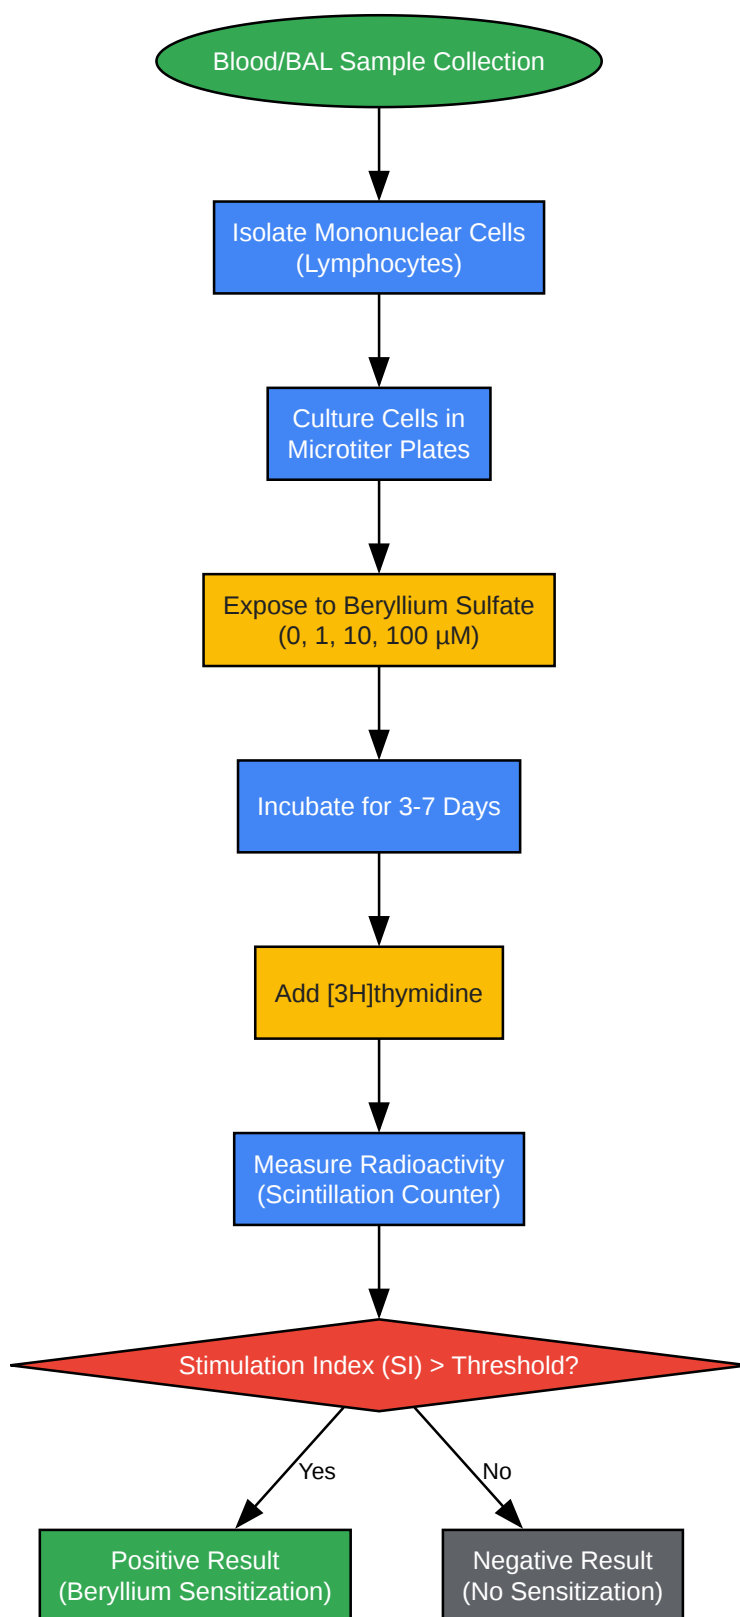 Blood/BAL Sample Collection
Isolate Mononuclear Cells
(Lymphocytes)
Culture Cells in
Microtiter Plates
Expose to Beryllium Sulfate
(0, 1, 10, 100 µM)
Incubate for 3-7 Days
Add [3H]thymidine
Measure Radioactivity
(Scintillation Counter)
Stimulation Index (SI) > Threshold?
Yes
No
Positive Result
(Beryllium Sensitization)
Negative Result
(No Sensitization)